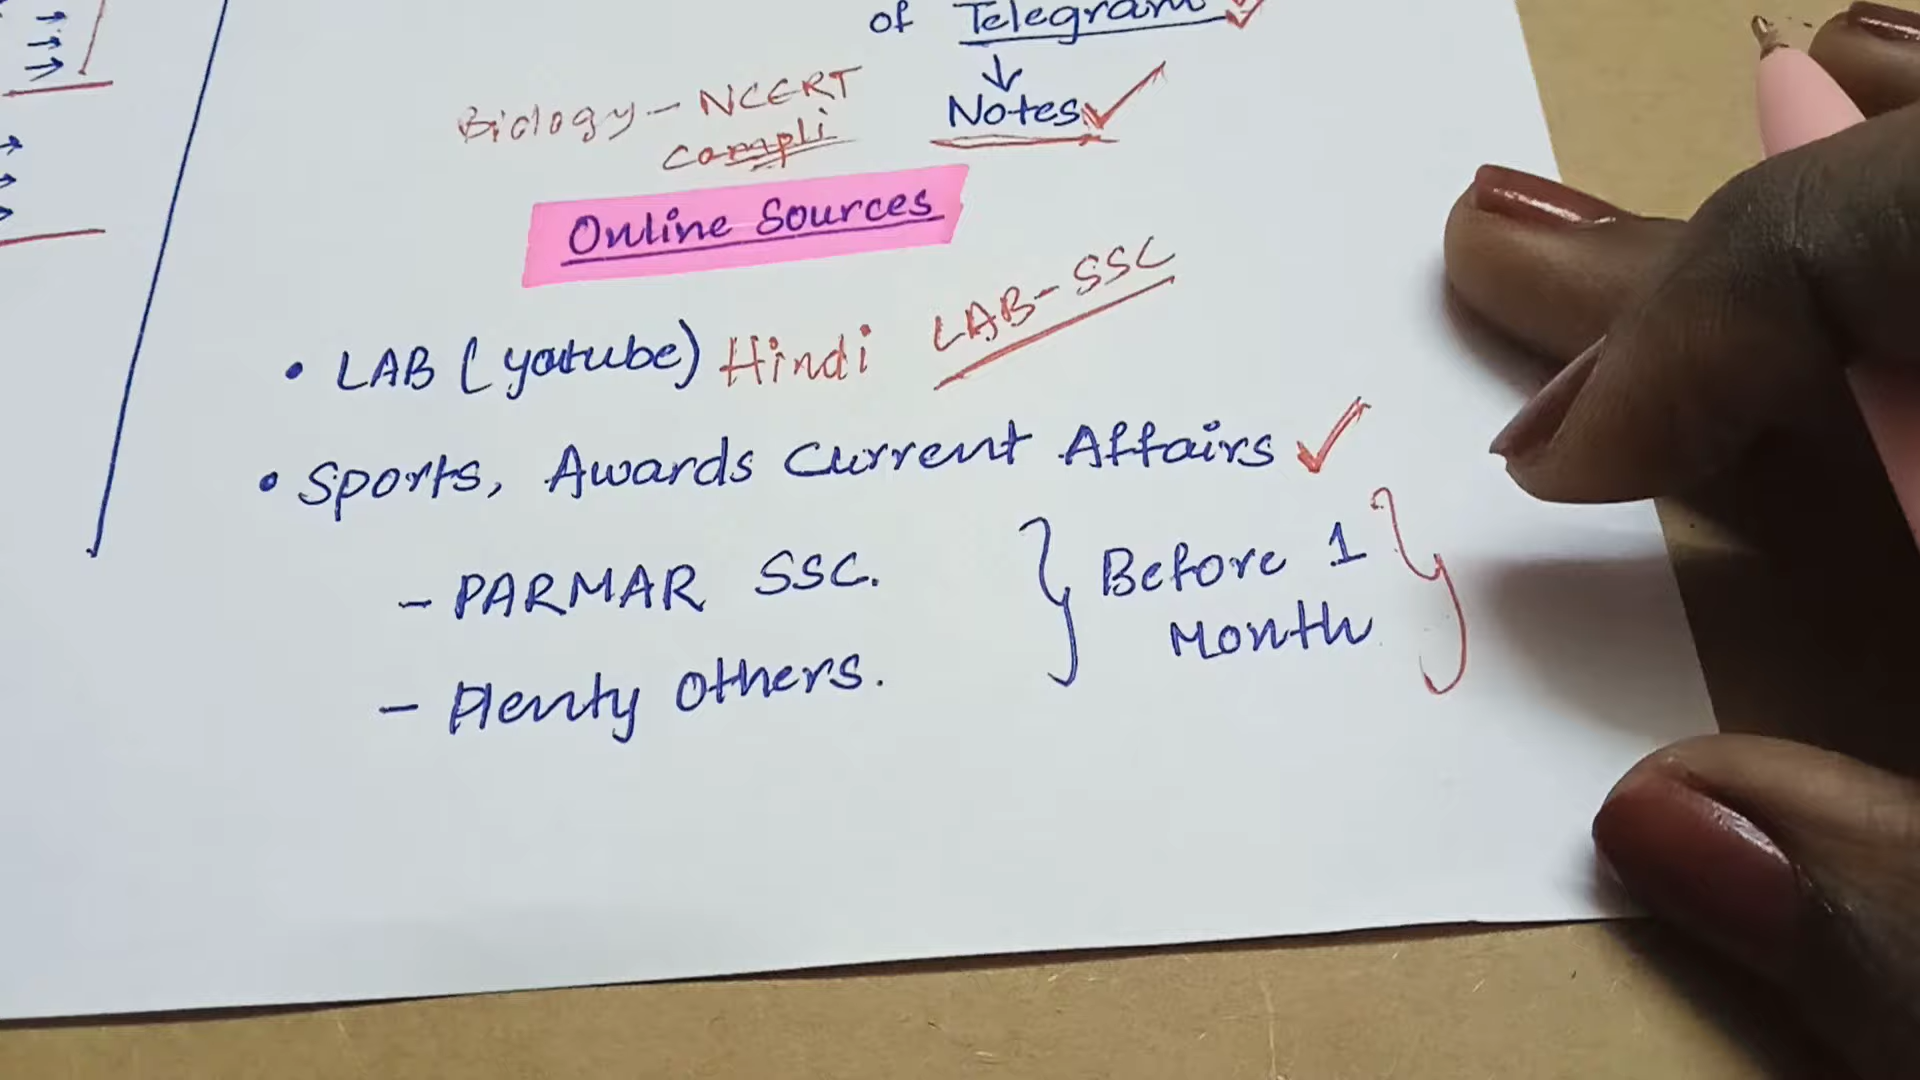 of Telegram
Biology - NCERT
Compli
Notes
Online Sources
• LAB (yotube) Hindi LAB-SSC
• Sports, Awards Current Affairs
- PARMAR SSC.
- Plenty others.
Before 1
Month